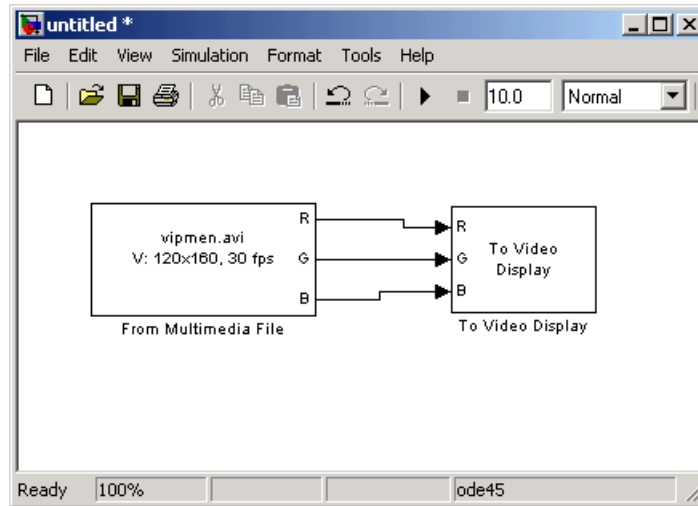 untitled *
File Edit View Simulation Format Tools Help
10.0 Normal
vipmen.avi
V: 120x160, 30 fps
R
G
B
From Multimedia File
R
G
B
To Video
Display
To Video Display
Ready 100% ode45